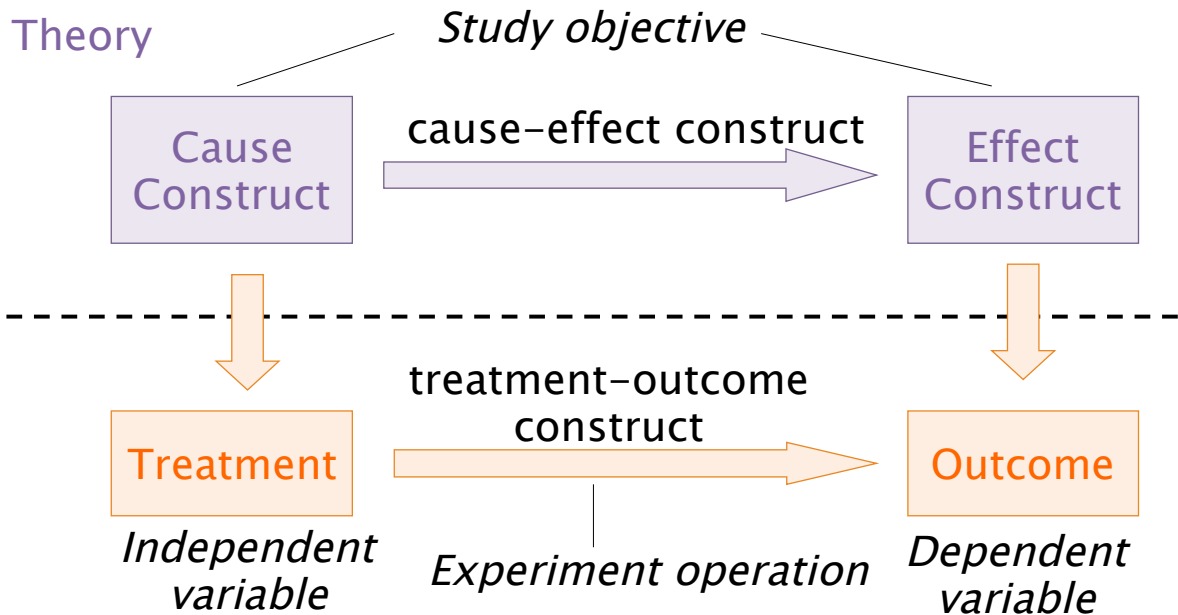 Theory
Study objective
cause-effect construct
Cause
Construct
Effect
Construct
treatment-outcome
construct
Treatment
Outcome
Independent
variable
Experiment operation
Dependent
variable